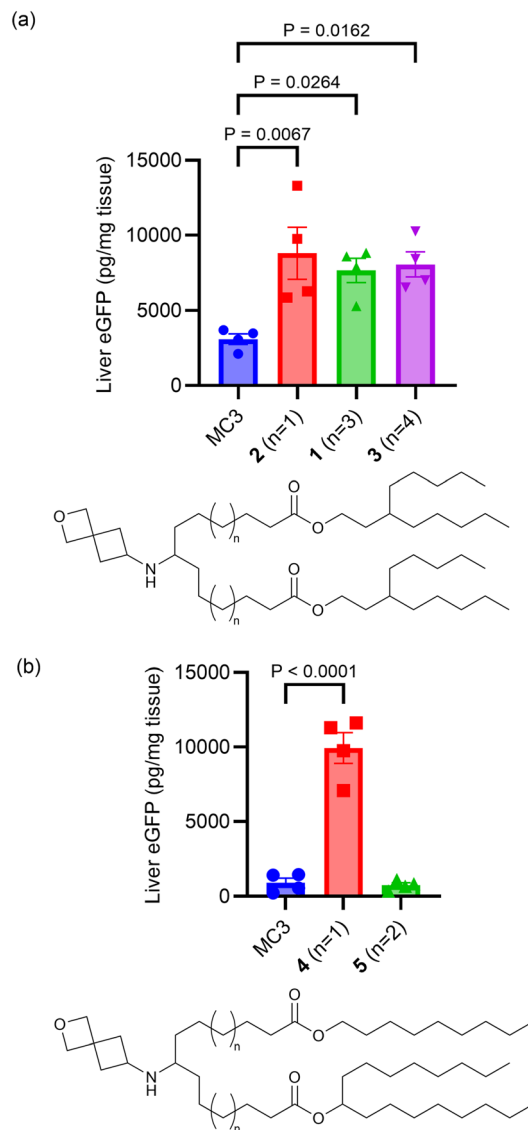 (a)
P = 0.0162
P = 0.0264
P = 0.0067
Liver eGFP (pg/mg tissue)
15000
10000
5000
0
MC3
2 (n=1)
1 (n=3)
3 (n=4)
O
N
H
n
O
O
n
O
O
(b)
P < 0.0001
Liver eGFP (pg/mg tissue)
15000
10000
5000
0
MC3
4 (n=1)
5 (n=2)
O
N
H
n
O
O
n
O
O